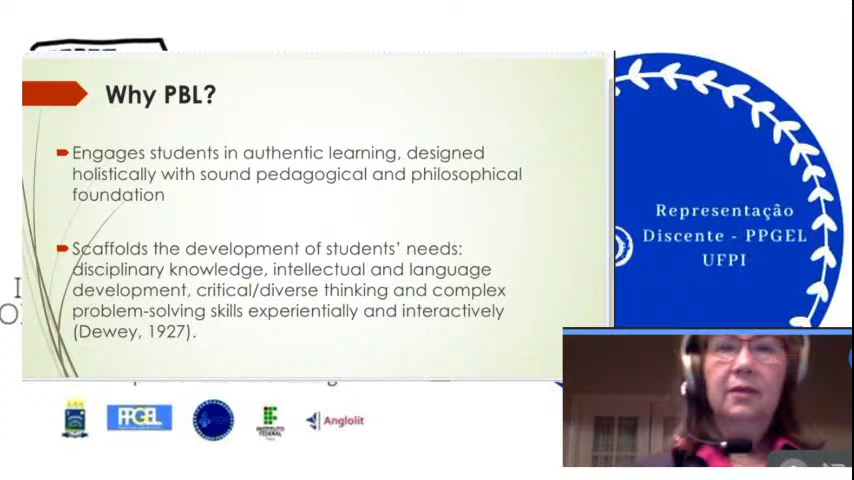 Why PBL?
Engages students in authentic learning, designed
holistically with sound pedagogical and philosophical
foundation
Scaffolds the development of students' needs:
disciplinary knowledge, intellectual and language
development, critical/diverse thinking and complex
problem-solving skills experientially and interactively
(Dewey, 1927).
Representação
Discente - PPGEL
UFPI
PPGEL
INSTITUTO
FEDERAL
Anglolit